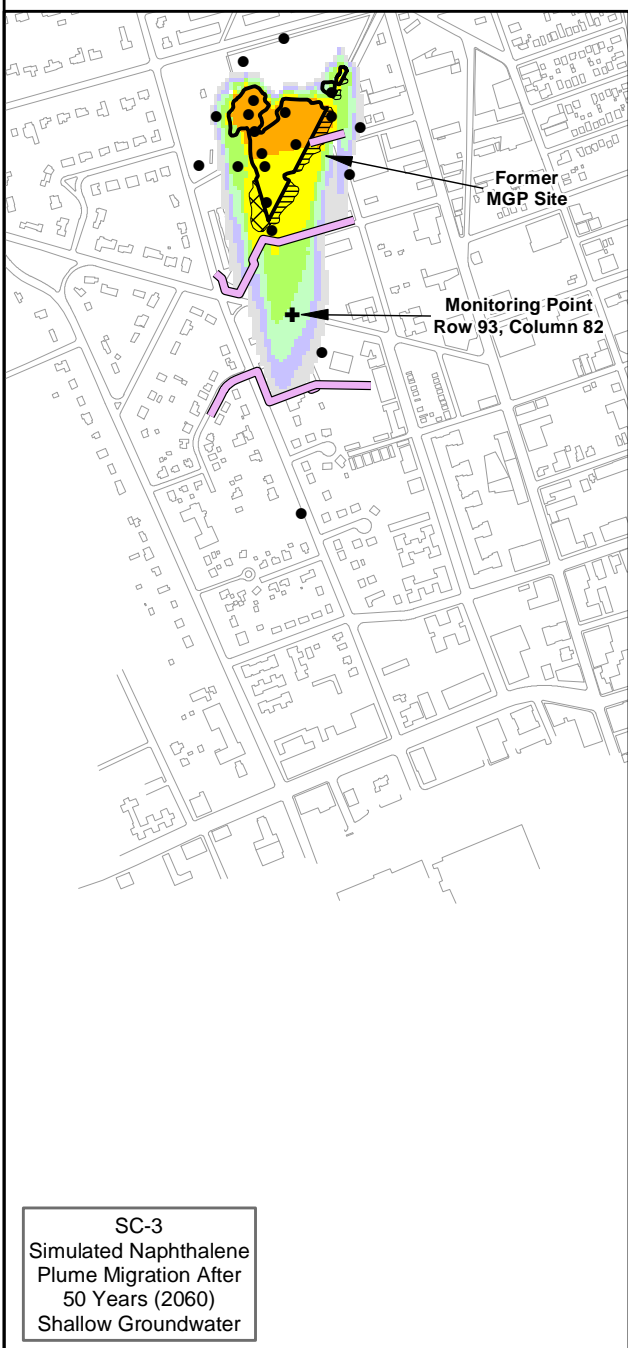 Former
MGP Site
Monitoring Point
Row 93, Column 82
SC-3
Simulated Naphthalene
Plume Migration After
50 Years (2060)
Shallow Groundwater